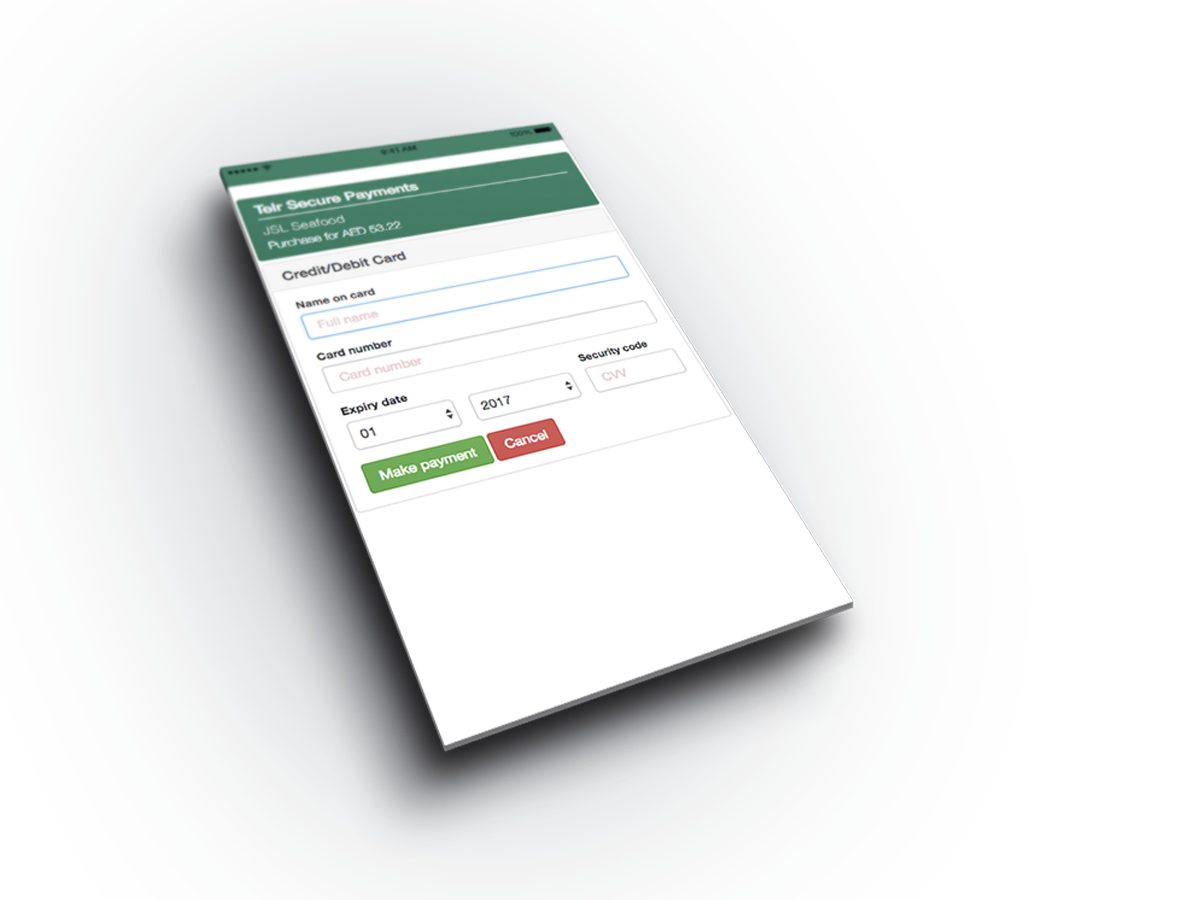 9:41 AM
100%
Telr Secure Payments
JSL Seafood
Purchase for AED 53.22
Credit/Debit Card
Name on card
Full name
Card number
Card number
Expiry date
Security code
01
2017
CVV
Make payment
Cancel